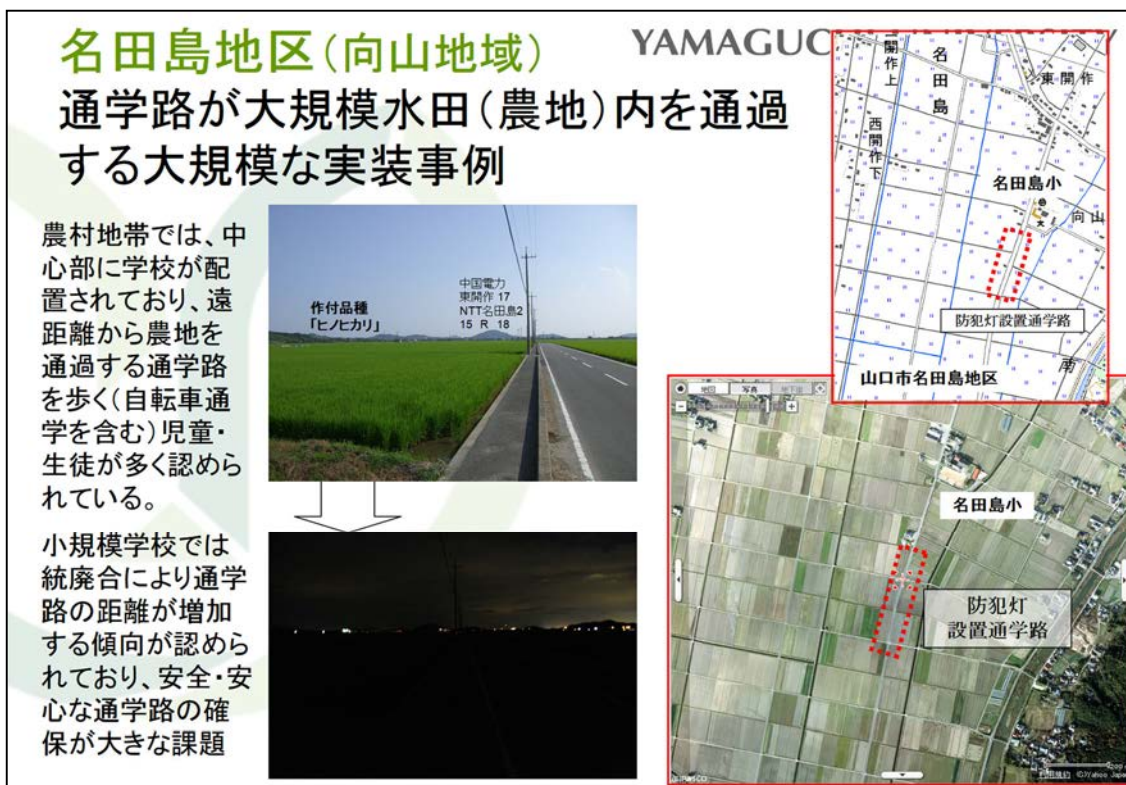 名田島地区(向山地域)
YAMAGUC
通学路が大規模水田(農地)内を通過
する大規模な実装事例
農村地帯では、中
心部に学校が配
置されており、遠
距離から農地を
通過する通学路
を歩く(自転車通
学を含む)児童・
生徒が多く認めら
れている。
小規模学校では
統廃合により通学
路の距離が増加
する傾向が認めら
れており、安全・安
心な通学路の確
保が大きな課題
作付品種
「ヒノヒカリ」
中国電力
東開作 17
NTT名田島2
15 R 18
開作上
名田島
東開作
西開作下
名田島小
向山
防犯灯設置通学路
南
山口市名田島地区
地図
写真
地下街
名田島小
防犯灯
設置通学路